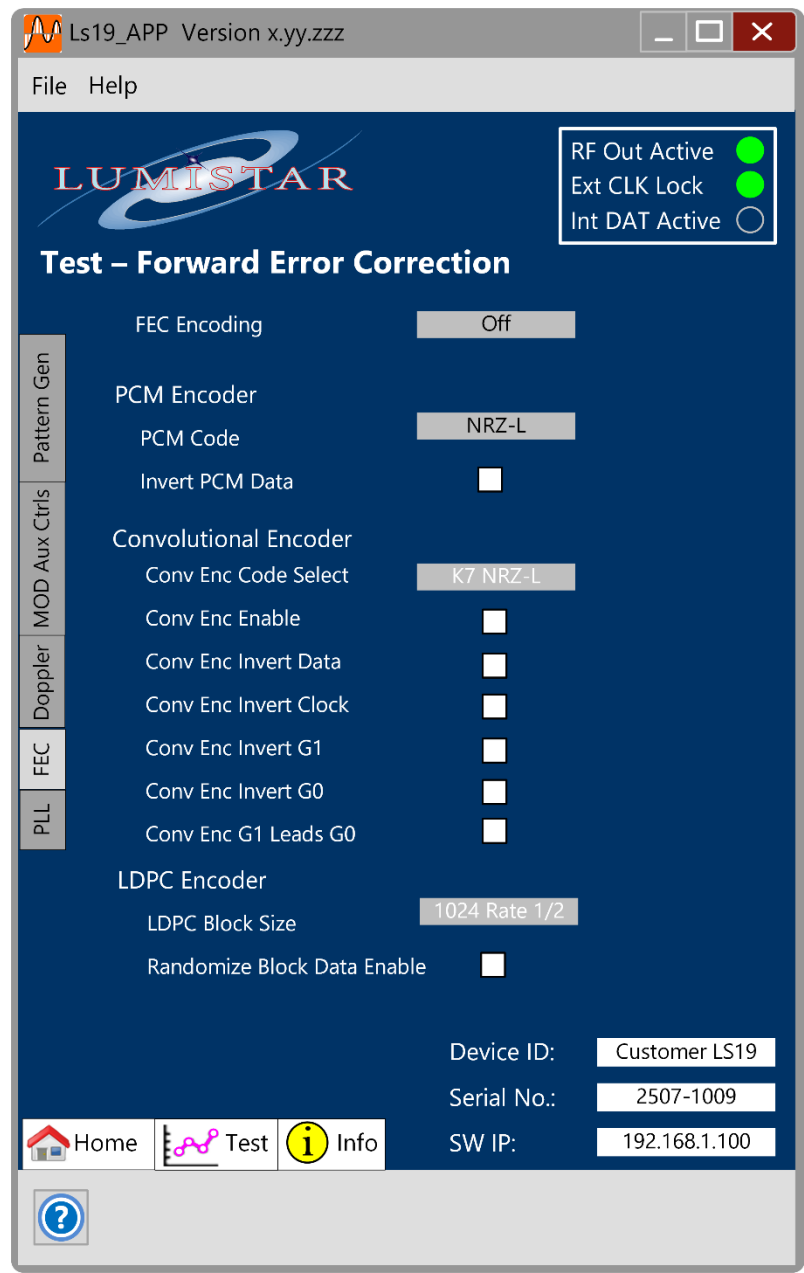 Ls19_APP Version x.yy.zzz
File Help
LUMISTAR
RF Out Active
Ext CLK Lock
Int DAT Active
Test – Forward Error Correction
FEC Encoding Off
PCM Encoder
PCM Code NRZ-L
Invert PCM Data
Convolutional Encoder
Conv Enc Code Select K7 NRZ-L
Conv Enc Enable
Conv Enc Invert Data
Conv Enc Invert Clock
Conv Enc Invert G1
Conv Enc Invert G0
Conv Enc G1 Leads G0
LDPC Encoder
LDPC Block Size 1024 Rate 1/2
Randomize Block Data Enable
Pattern Gen
MOD Aux Ctrls
Doppler
FEC
PLL
Device ID: Customer LS19
Serial No.: 2507-1009
SW IP: 192.168.1.100
Home Test i Info
?